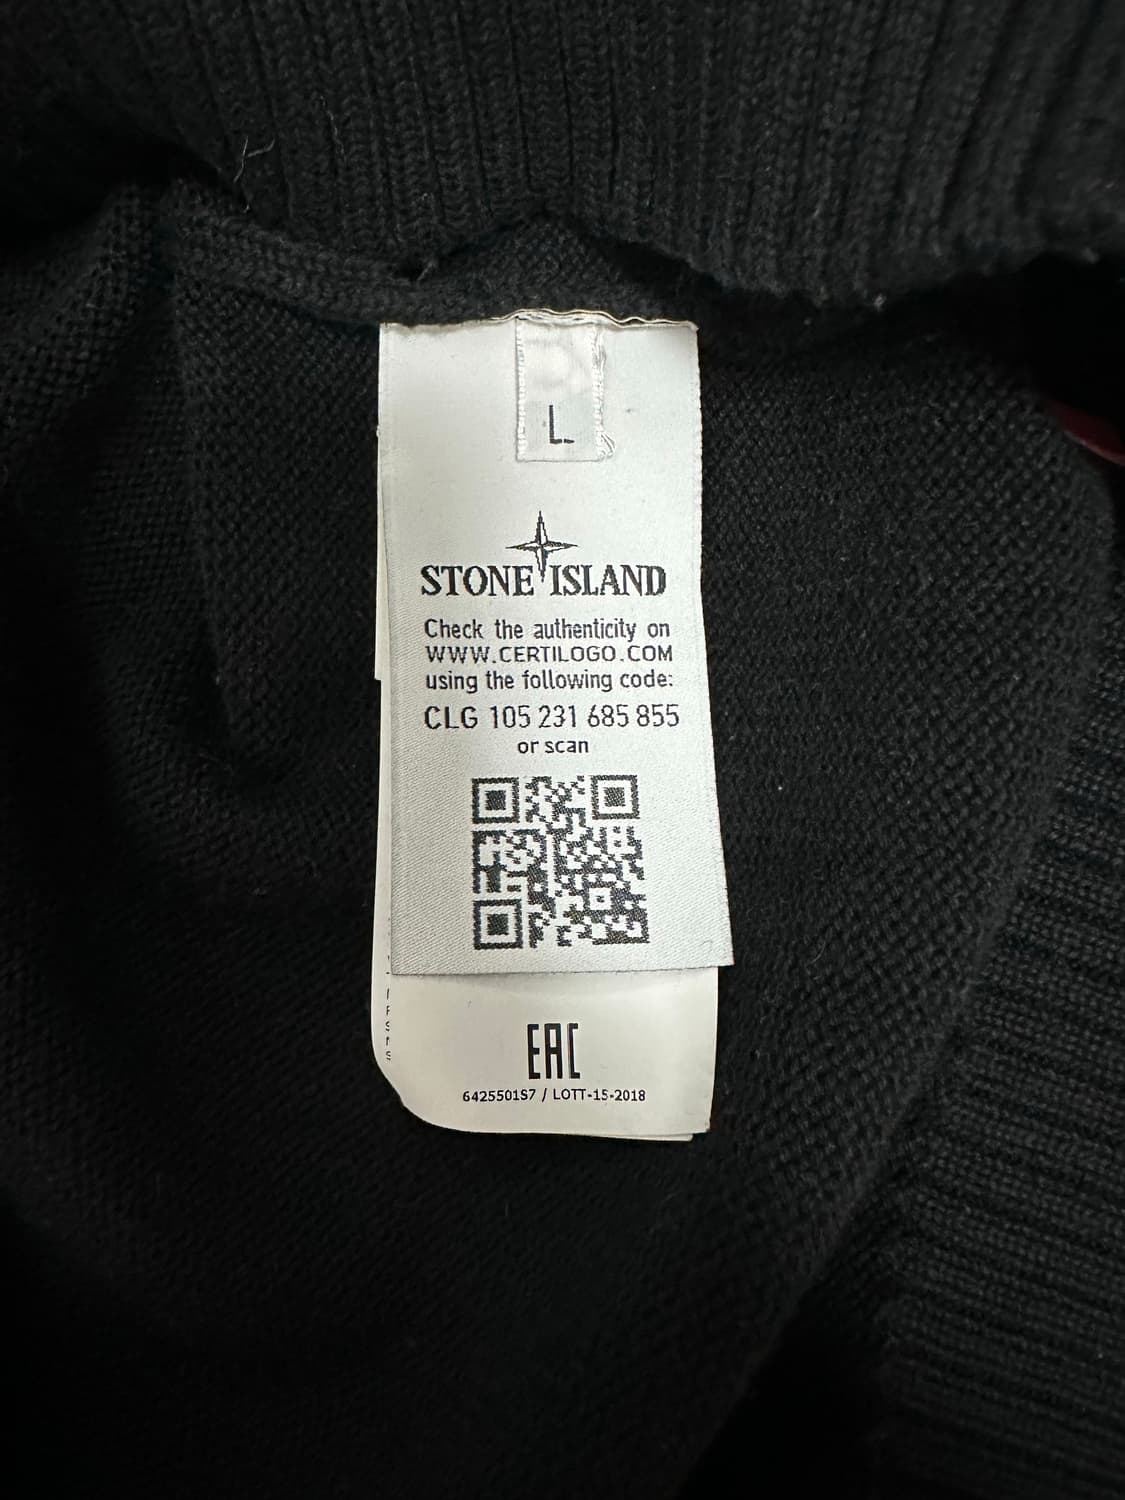 L
STONE ISLAND
Check the authenticity on
WWW.CERTILOGO.COM
using the following code:
CLG 105 231 685 855
or scan
EAC
6425501S7 / LOTT-15-2018